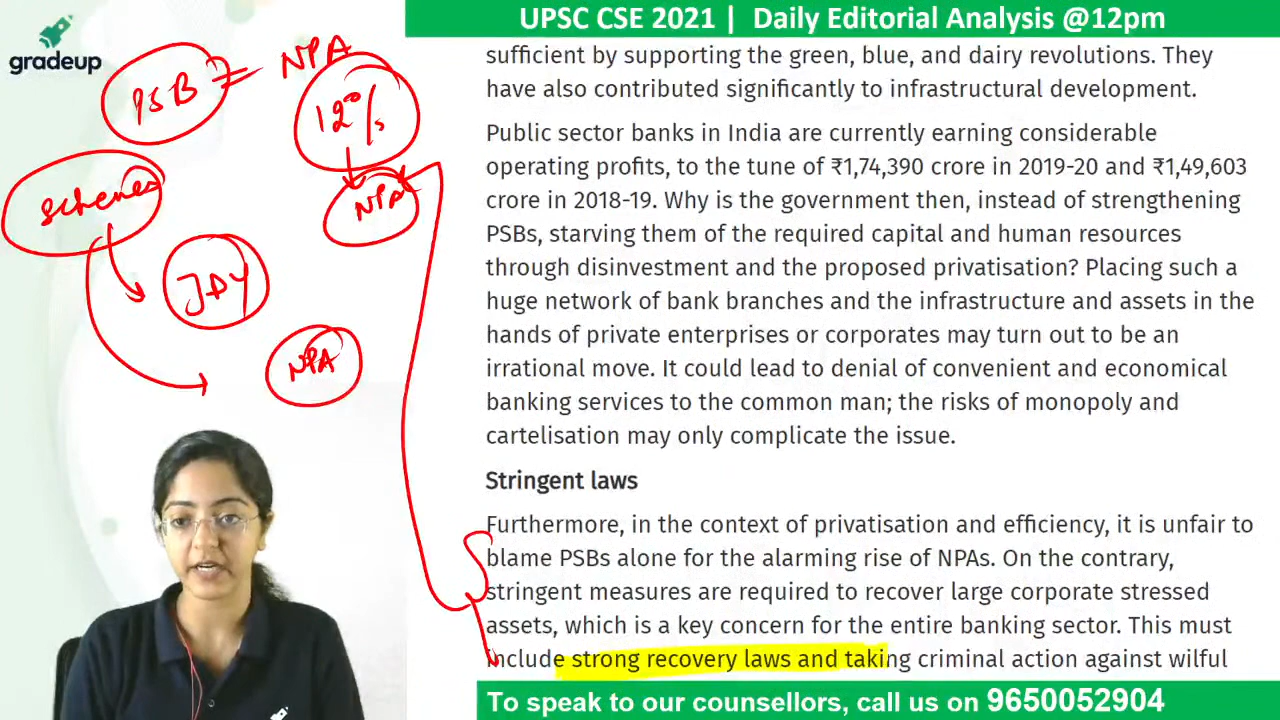 UPSC CSE 2021 | Daily Editorial Analysis @12pm
gradeup
PSB = NPA
12%
NPA
schemes
JDY
NPA
sufficient by supporting the green, blue, and dairy revolutions. They
have also contributed significantly to infrastructural development.
Public sector banks in India are currently earning considerable
operating profits, to the tune of ₹1,74,390 crore in 2019-20 and ₹1,49,603
crore in 2018-19. Why is the government then, instead of strengthening
PSBs, starving them of the required capital and human resources
through disinvestment and the proposed privatisation? Placing such a
huge network of bank branches and the infrastructure and assets in the
hands of private enterprises or corporates may turn out to be an
irrational move. It could lead to denial of convenient and economical
banking services to the common man; the risks of monopoly and
cartelisation may only complicate the issue.
Stringent laws
Furthermore, in the context of privatisation and efficiency, it is unfair to
blame PSBs alone for the alarming rise of NPAs. On the contrary,
stringent measures are required to recover large corporate stressed
assets, which is a key concern for the entire banking sector. This must
include strong recovery laws and taking criminal action against wilful
To speak to our counsellors, call us on 9650052904